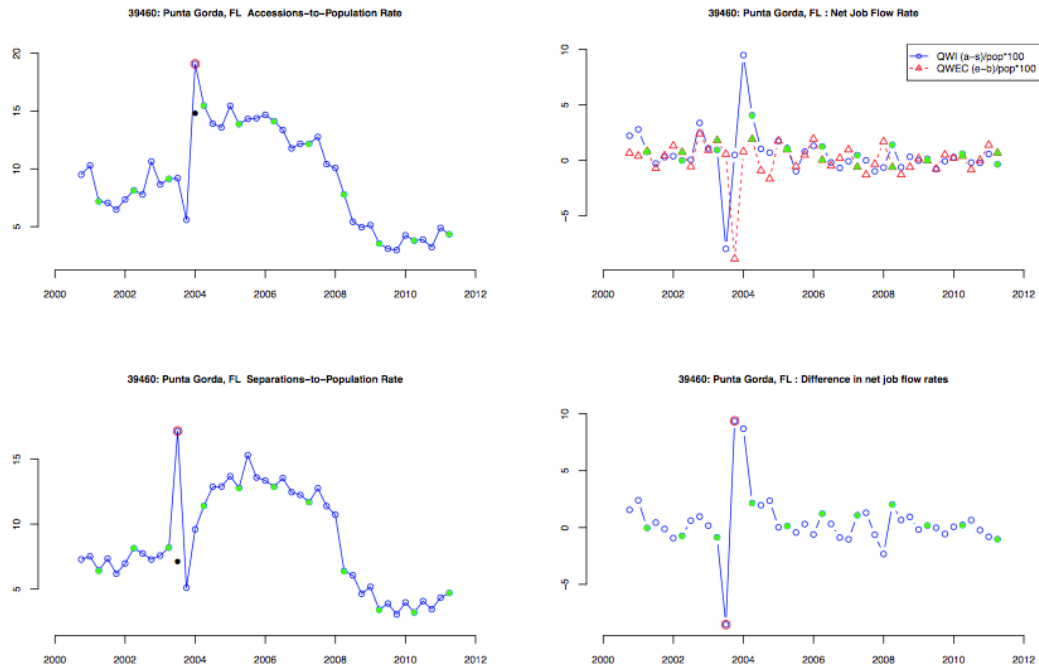 39460: Punta Gorda, FL Accessions−to−Population Rate
20
15
10
5
2000 2002 2004 2006 2008 2010 2012
39460: Punta Gorda, FL : Net Job Flow Rate
QWI (a−s)/pop*100
QWEC (e−b)/pop*100
10
5
0
−5
2000 2002 2004 2006 2008 2010 2012
39460: Punta Gorda, FL Separations−to−Population Rate
15
10
5
2000 2002 2004 2006 2008 2010 2012
39460: Punta Gorda, FL : Difference in net job flow rates
10
5
0
−5
2000 2002 2004 2006 2008 2010 2012